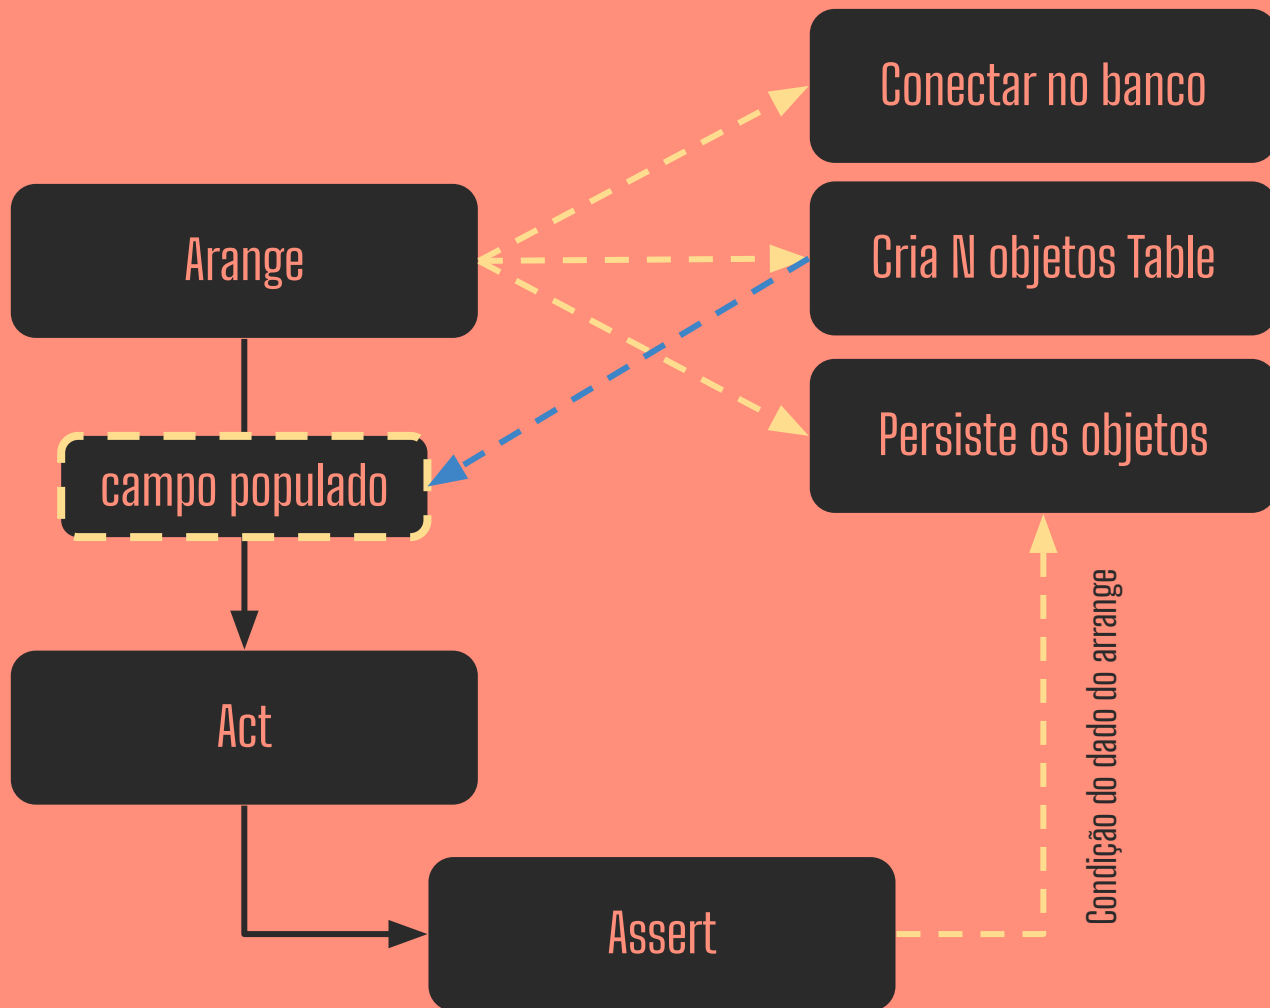 Conectar no banco
Arange
Cria N objetos Table
Persiste os objetos
campo populado
Act
Condição do dado do arrange
Assert